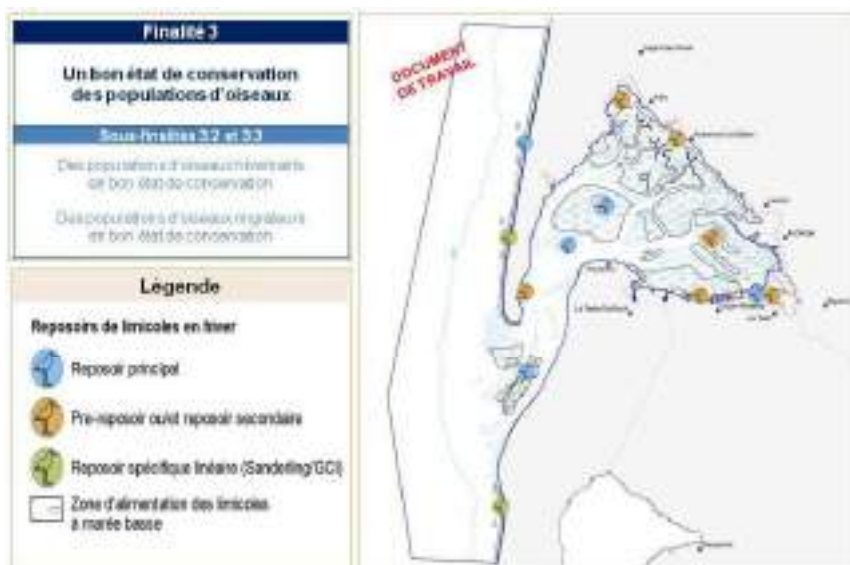 Finalité 3
Un bon état de conservation
des populations d'oiseaux
Sous-finalités 3.2 et 3.3
Des populations d'oiseaux hivernants
en bon état de conservation
Des populations d'oiseaux migrateurs
en bon état de conservation
Légende
Reposoirs de limicoles en hiver
Reposoir principal
Pré-reposoir ou/et reposoir secondaire
Reposoir spécifique linéaire (Sanderling/GCI)
Zone d'alimentation des limicoles
à marée basse
DOCUMENT
DE TRAVAIL